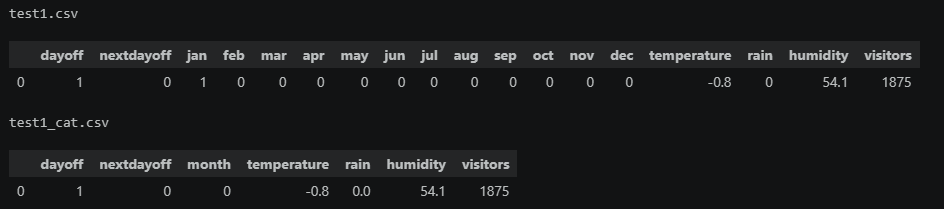 test1.csv
dayoff nextdayoff jan feb mar apr may jun jul aug sep oct nov dec temperature rain humidity visitors
0 1 0 1 0 0 0 0 0 0 0 0 0 0 0 -0.8 0 54.1 1875
test1_cat.csv
dayoff nextdayoff month temperature rain humidity visitors
0 1 0 0 -0.8 0.0 54.1 1875